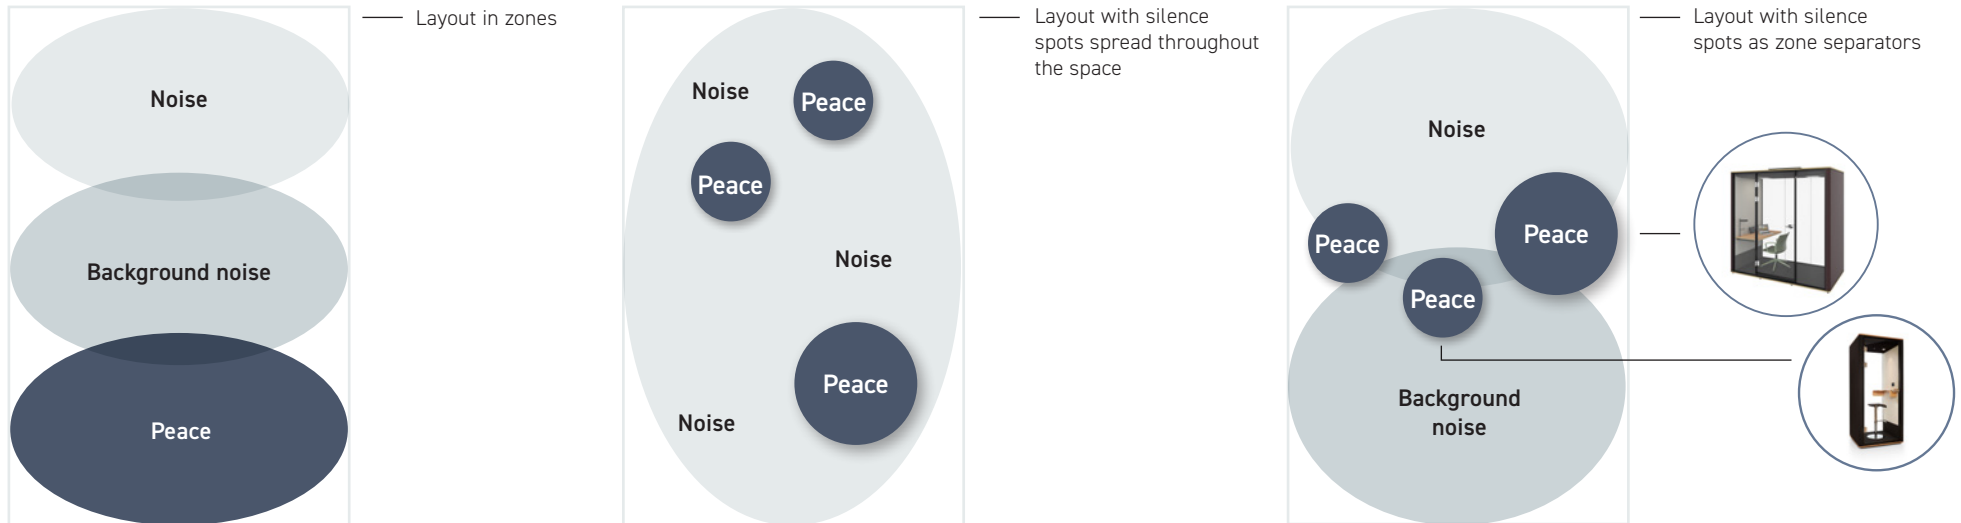 Layout in zones
Noise
Background noise
Peace
Layout with silence
spots spread throughout
the space
Noise
Peace
Peace
Noise
Peace
Noise
Layout with silence
spots as zone separators
Noise
Peace
Peace
Peace
Background
noise